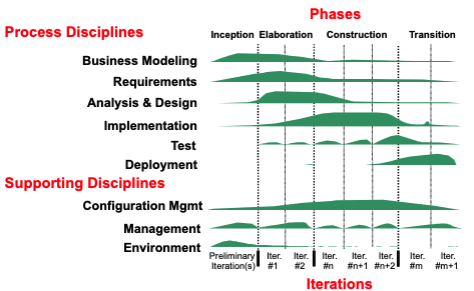 Phases
Process Disciplines
Inception Elaboration Construction Transition
Business Modeling
Requirements
Analysis & Design
Implementation
Test
Deployment
Supporting Disciplines
Configuration Mgmt
Management
Environment
Preliminary Iter. Iter. Iter. Iter. Iter. Iter. Iter.
Iteration(s) #1 #2 #n #n+1 #n+2 #m #m+1
Iterations